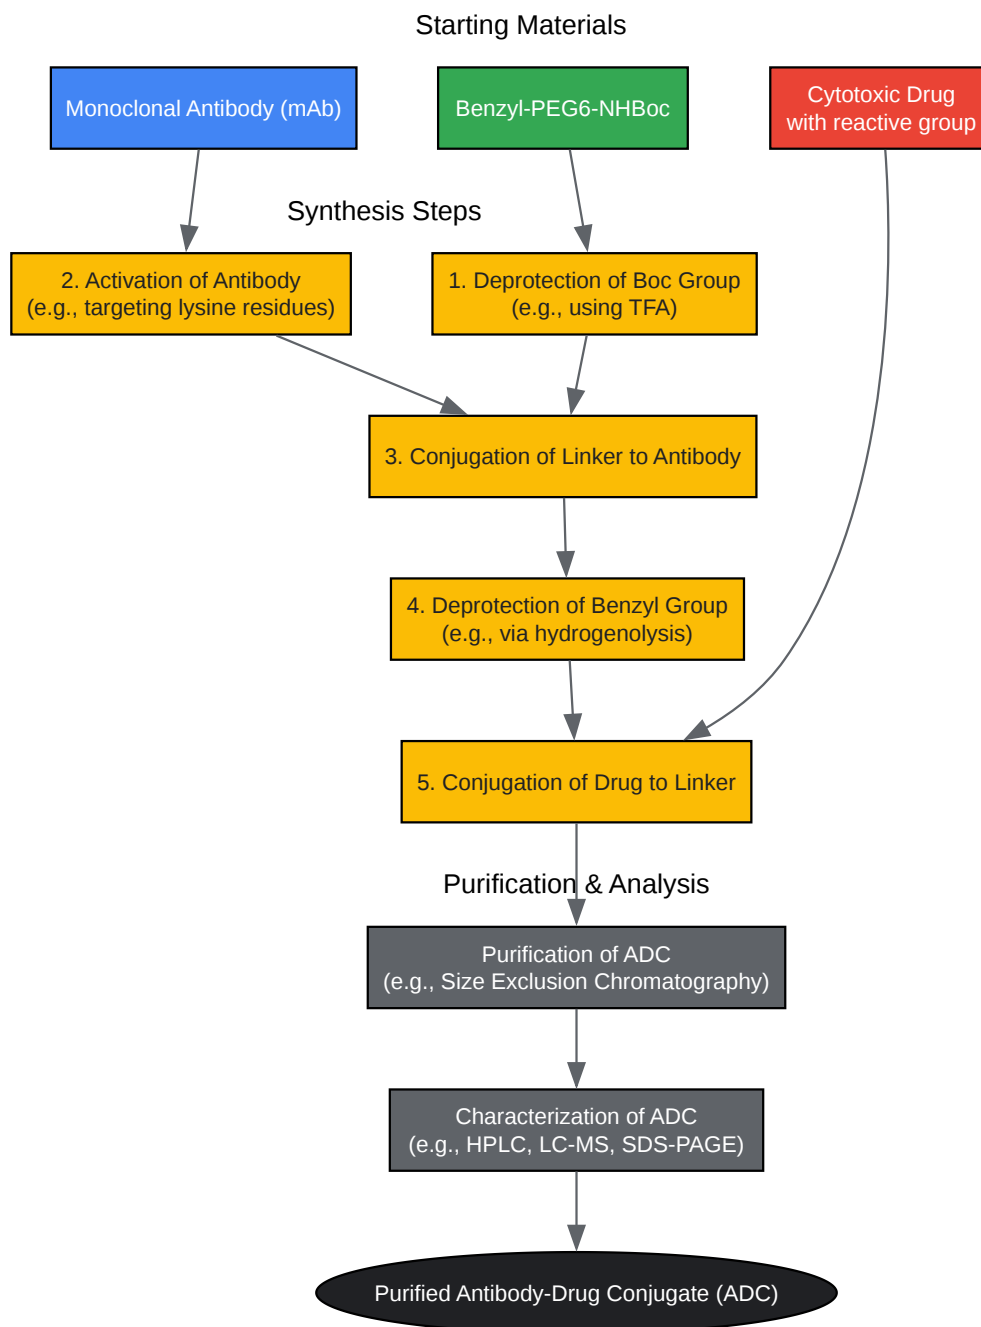 Starting Materials
Monoclonal Antibody (mAb)
Benzyl-PEG6-NHBoc
Cytotoxic Drug
with reactive group
Synthesis Steps
2. Activation of Antibody
(e.g., targeting lysine residues)
1. Deprotection of Boc Group
(e.g., using TFA)
3. Conjugation of Linker to Antibody
4. Deprotection of Benzyl Group
(e.g., via hydrogenolysis)
5. Conjugation of Drug to Linker
Purification & Analysis
Purification of ADC
(e.g., Size Exclusion Chromatography)
Characterization of ADC
(e.g., HPLC, LC-MS, SDS-PAGE)
Purified Antibody-Drug Conjugate (ADC)